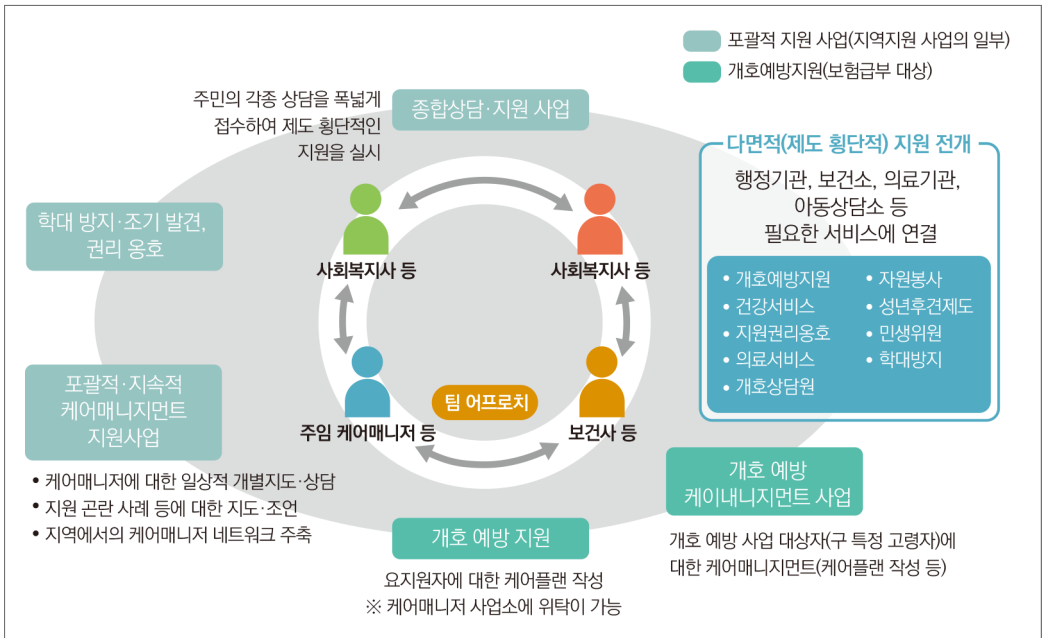 포괄적 지원 사업(지역지원 사업의 일부)
개호예방지원(보험급부 대상)
주민의 각종 상담을 폭넓게
접수하여 제도 횡단적인
지원을 실시
종합상담·지원 사업
다면적(제도 횡단적) 지원 전개
행정기관, 보건소, 의료기관,
아동상담소 등
필요한 서비스에 연결
• 개호예방지원
• 건강서비스
• 지원권리옹호
• 의료서비스
• 개호상담원
• 자원봉사
• 성년후견제도
• 민생위원
• 학대방지
학대 방지·조기 발견,
권리 옹호
사회복지사 등
사회복지사 등
포괄적·지속적
케어매니지먼트
지원사업
주임 케어매니저 등
팀 어프로치
보건사 등
• 케어매니저에 대한 일상적 개별지도·상담
• 지원 곤란 사례 등에 대한 지도·조언
• 지역에서의 케어매니저 네트워크 주축
개호 예방 지원
요지원자에 대한 케어플랜 작성
※ 케어매니저 사업소에 위탁이 가능
개호 예방
케이내니지먼트 사업
개호 예방 사업 대상자(구 특정 고령자)에
대한 케어매니지먼트(케어플랜 작성 등)